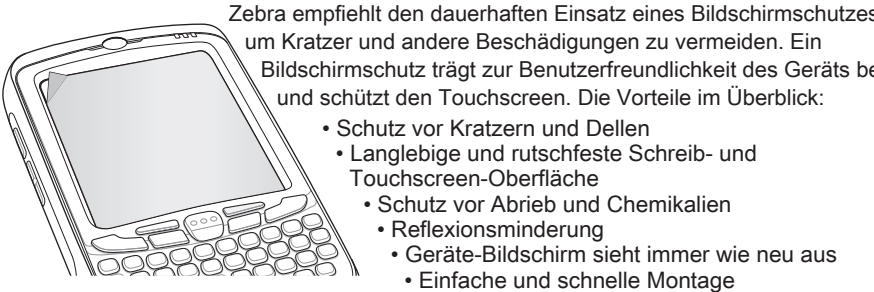 Zebra empfiehlt den dauerhaften Einsatz eines Bildschirmschutzes
um Kratzer und andere Beschädigungen zu vermeiden. Ein
Bildschirmschutz trägt zur Benutzerfreundlichkeit des Geräts be
und schützt den Touchscreen. Die Vorteile im Überblick:
• Schutz vor Kratzern und Dellen
• Langlebige und rutschfeste Schreib- und
Touchscreen-Oberfläche
• Schutz vor Abrieb und Chemikalien
• Reflexionsminderung
• Geräte-Bildschirm sieht immer wie neu aus
• Einfache und schnelle Montage